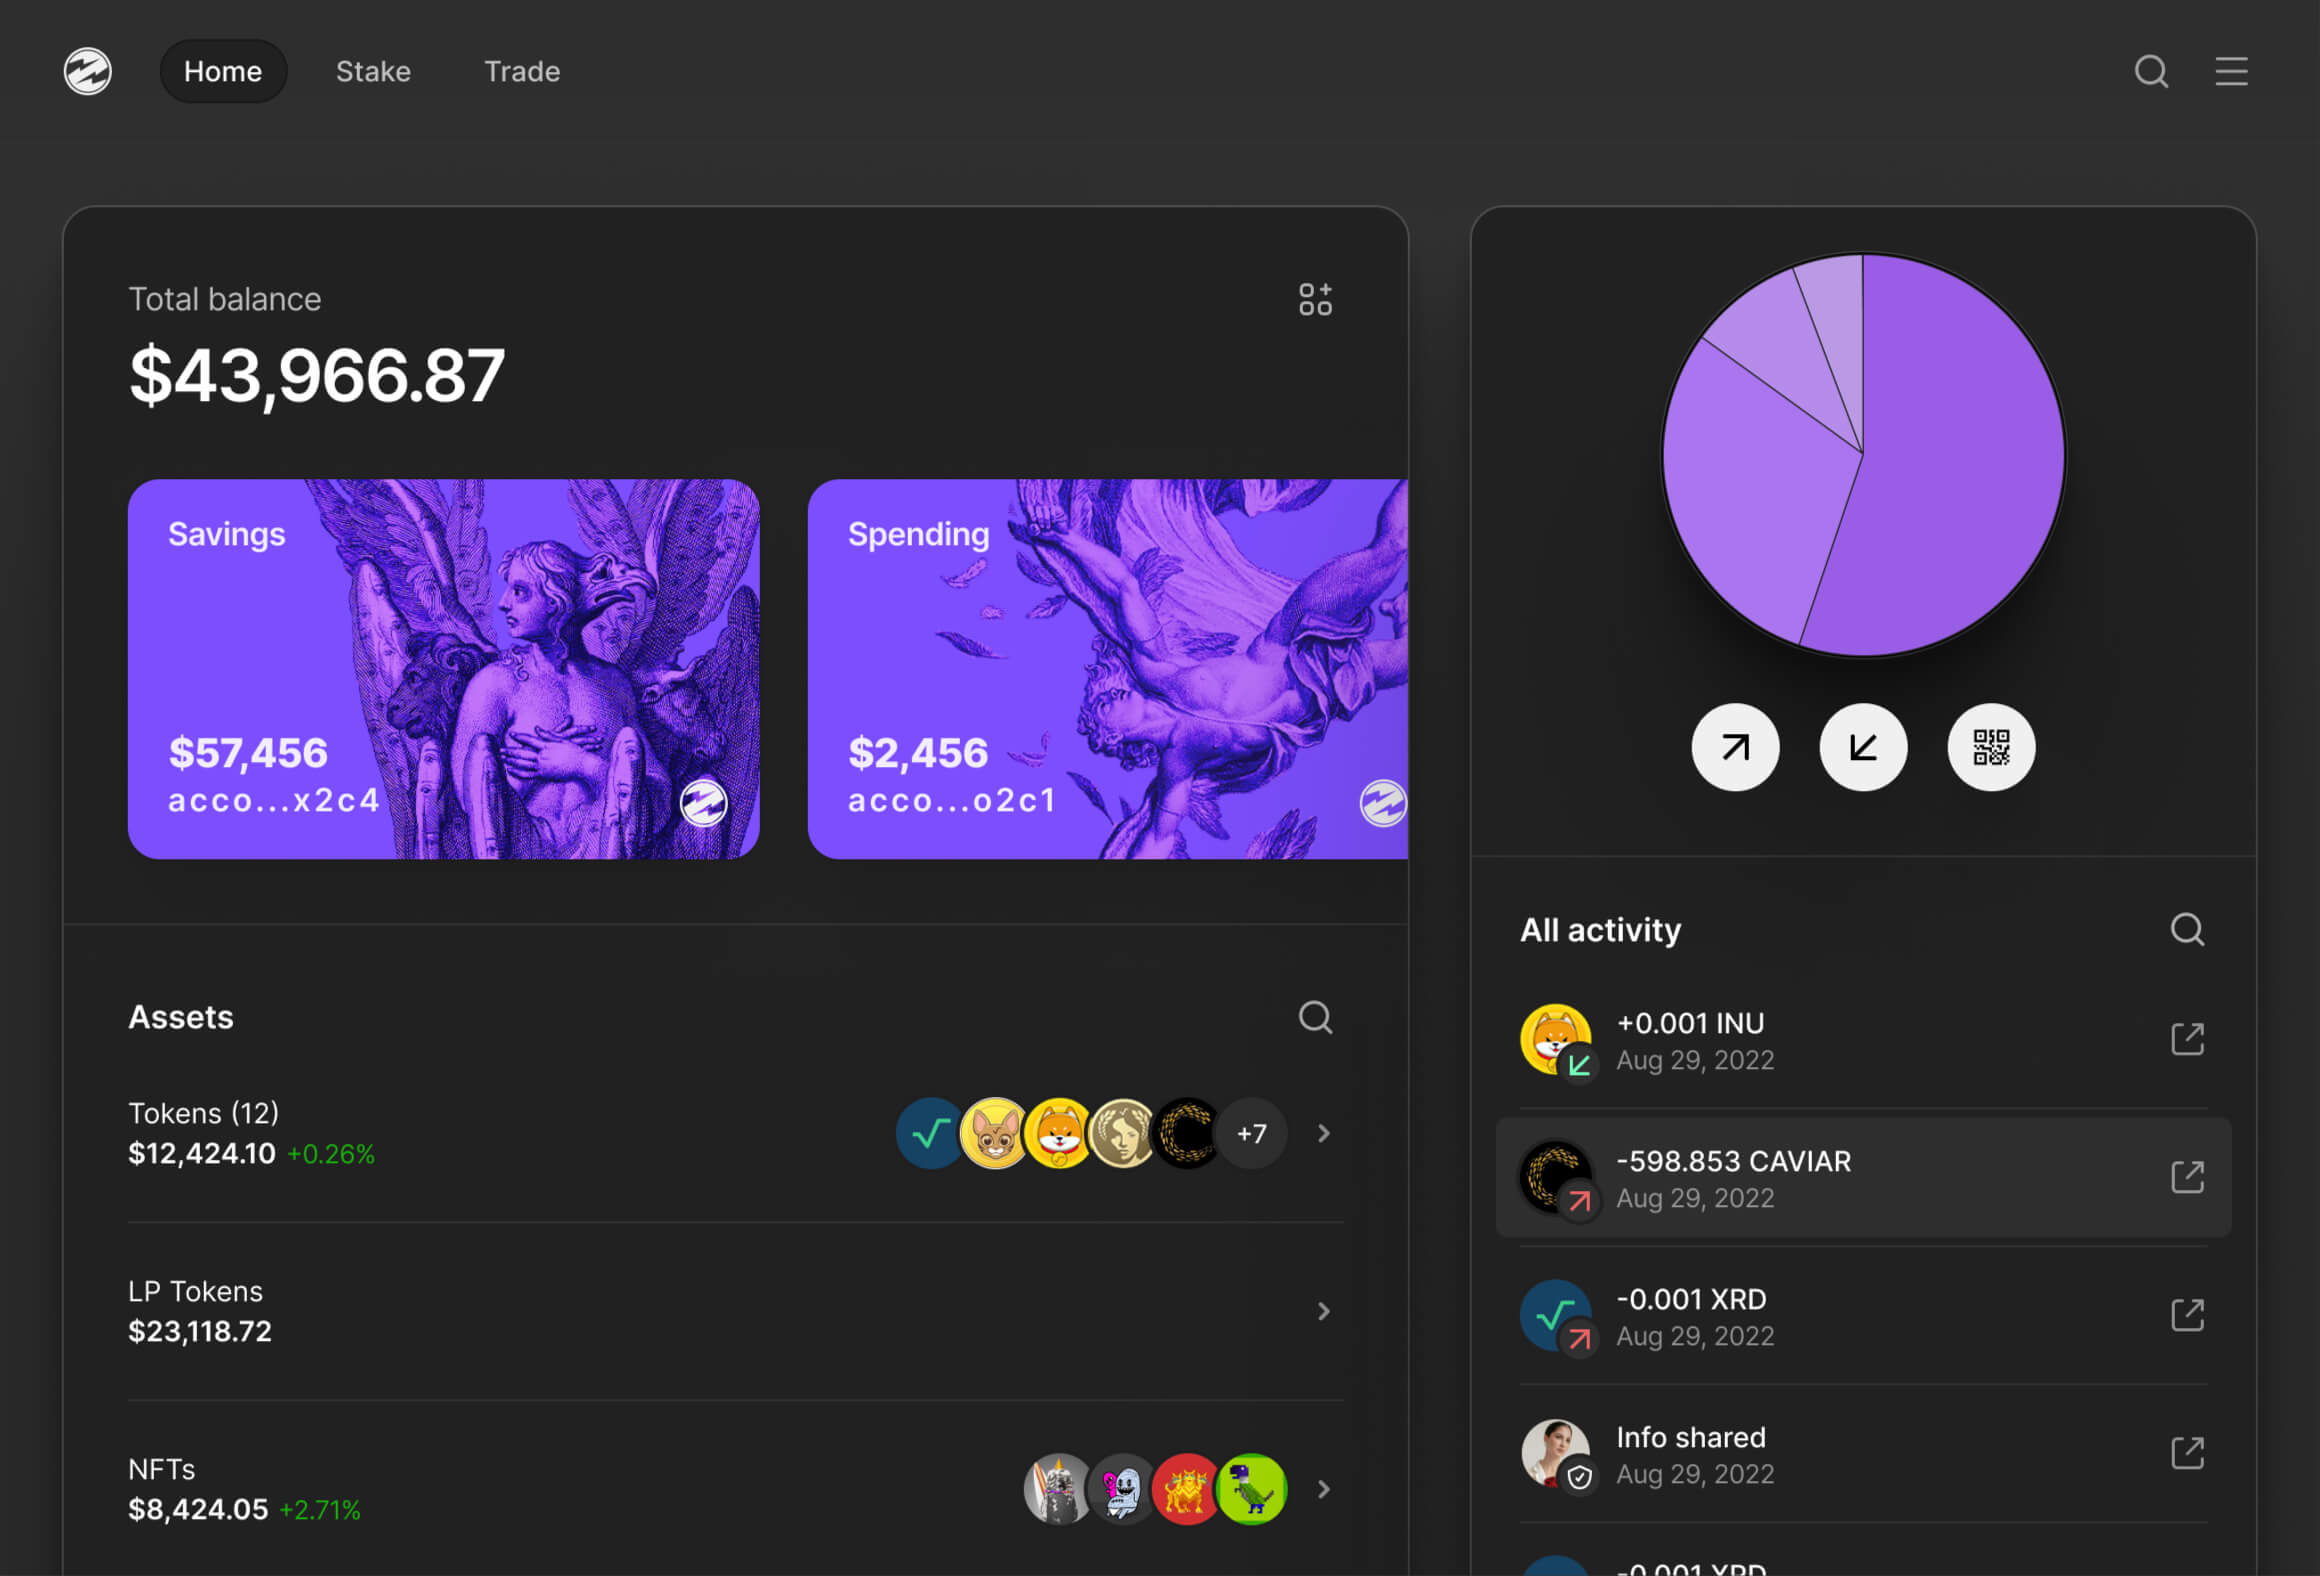 Home
Stake
Trade
Total balance
$43,966.87
Savings
$57,456
acco...x2c4
Spending
$2,456
acco...o2c1
Assets
Tokens (12)
$12,424.10 +0.26%
+7
LP Tokens
$23,118.72
NFTs
$8,424.05 +2.71%
All activity
+0.001 INU
Aug 29, 2022
-598.853 CAVIAR
Aug 29, 2022
-0.001 XRD
Aug 29, 2022
Info shared
Aug 29, 2022
-0.001 XRD